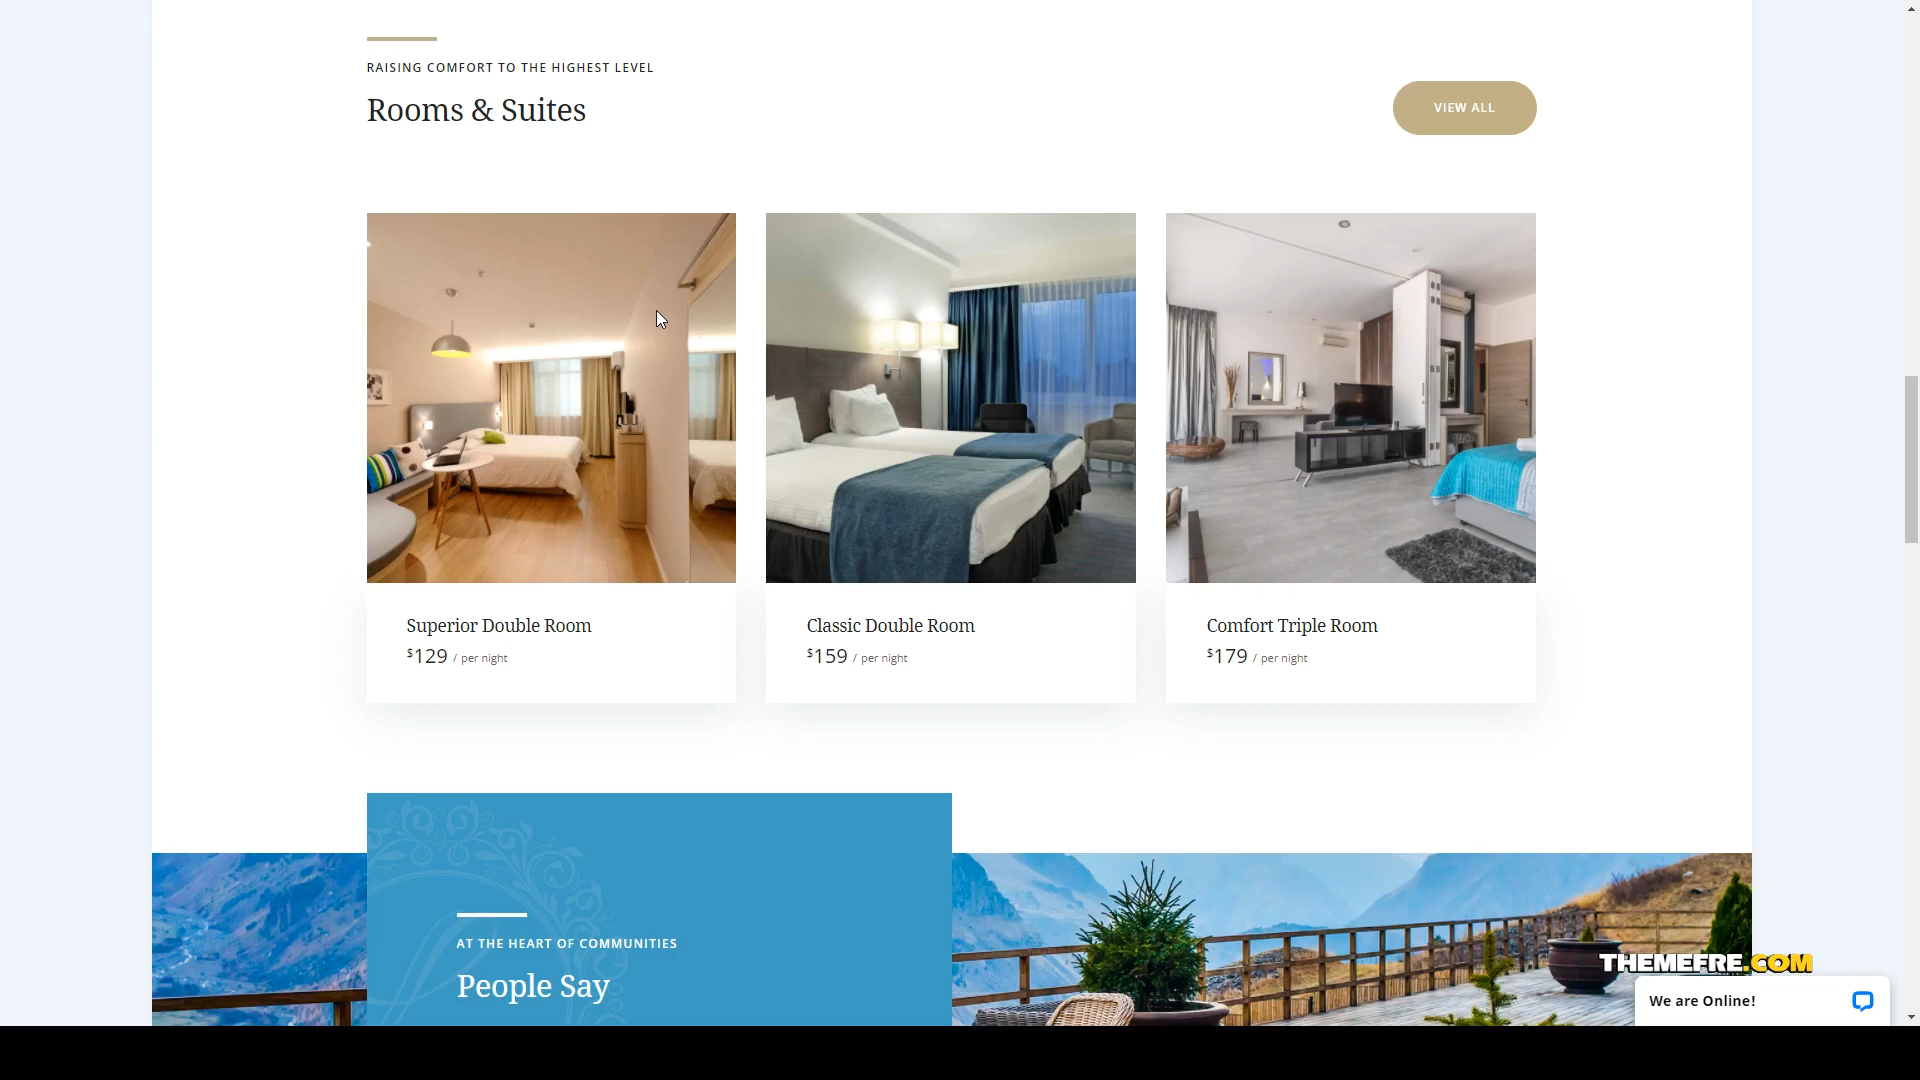 RAISING COMFORT TO THE HIGHEST LEVEL
Rooms & Suites
VIEW ALL
Superior Double Room
$129 / per night
Classic Double Room
$159 / per night
Comfort Triple Room
$179 / per night
AT THE HEART OF COMMUNITIES
People Say
THEMEFRE.COM
We are Online!